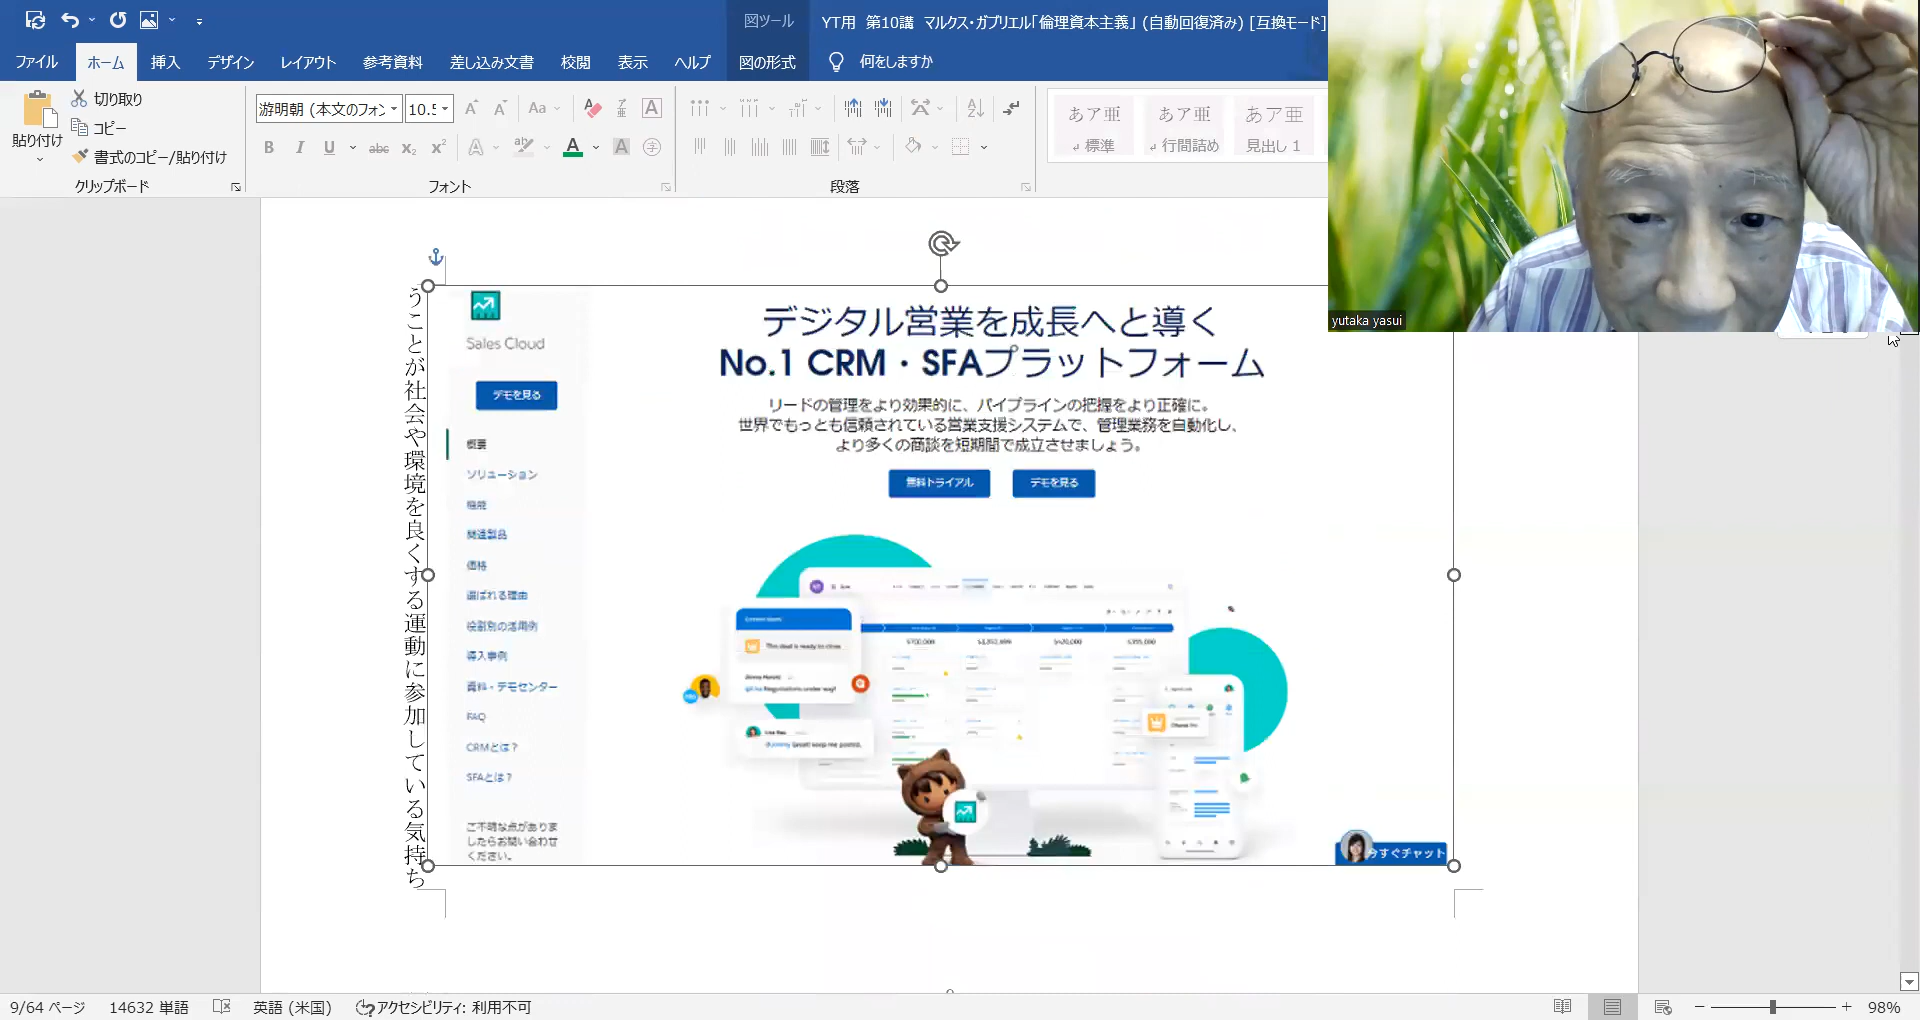 図ツール
YT用 第10講 マルクス・ガブリエル「倫理資本主義」(自動回復済み) [互換モード]
ファイル
ホーム
挿入
デザイン
レイアウト
参考資料
差し込み文書
校閲
表示
ヘルプ
図の形式
何をしますか
貼り付け
切り取り
コピー
書式のコピー/貼り付け
クリップボード
游明朝 (本文のフォン
10.5
Aa
A
B
I
U
abc
フォント
段落
あア亜
標準
あア亜
行間詰め
あア亜
見出し 1
yutaka yasui
うことが社会や環境を良くする運動に参加している気持ち
Sales Cloud
デモを見る
概要
ソリューション
機能
関連製品
価格
選ばれる理由
役割別の活用例
導入事例
資料・デモセンター
FAQ
CRMとは？
SFAとは？
ご不明な点がありま
したらお問い合わせ
ください。
デジタル営業を成長へと導く
No.1 CRM・SFAプラットフォーム
リードの管理をより効果的に、パイプラインの把握をより正確に。
世界でもっとも信頼されている営業支援システムで、管理業務を自動化し、
より多くの商談を短期間で成立させましょう。
無料トライアル
デモを見る
This deal is ready to close
Negotiations underway!
great! keep me posted.
今すぐチャット
9/64 ページ
14632 単語
英語 (米国)
アクセシビリティ: 利用不可
98%